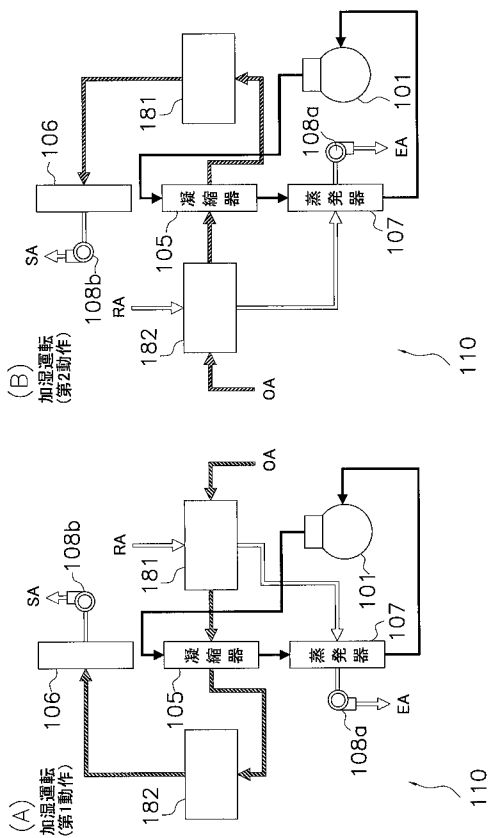 (A)
加湿運転
(第1動作)
SA
108b
106
RA
181
OA
凝縮器
105
182
101
蒸発器
107
108a
EA
110
(B)
加湿運転
(第2動作)
106
SA
108b
181
RA
182
凝縮器
105
OA
101
108a
EA
蒸発器
107
110